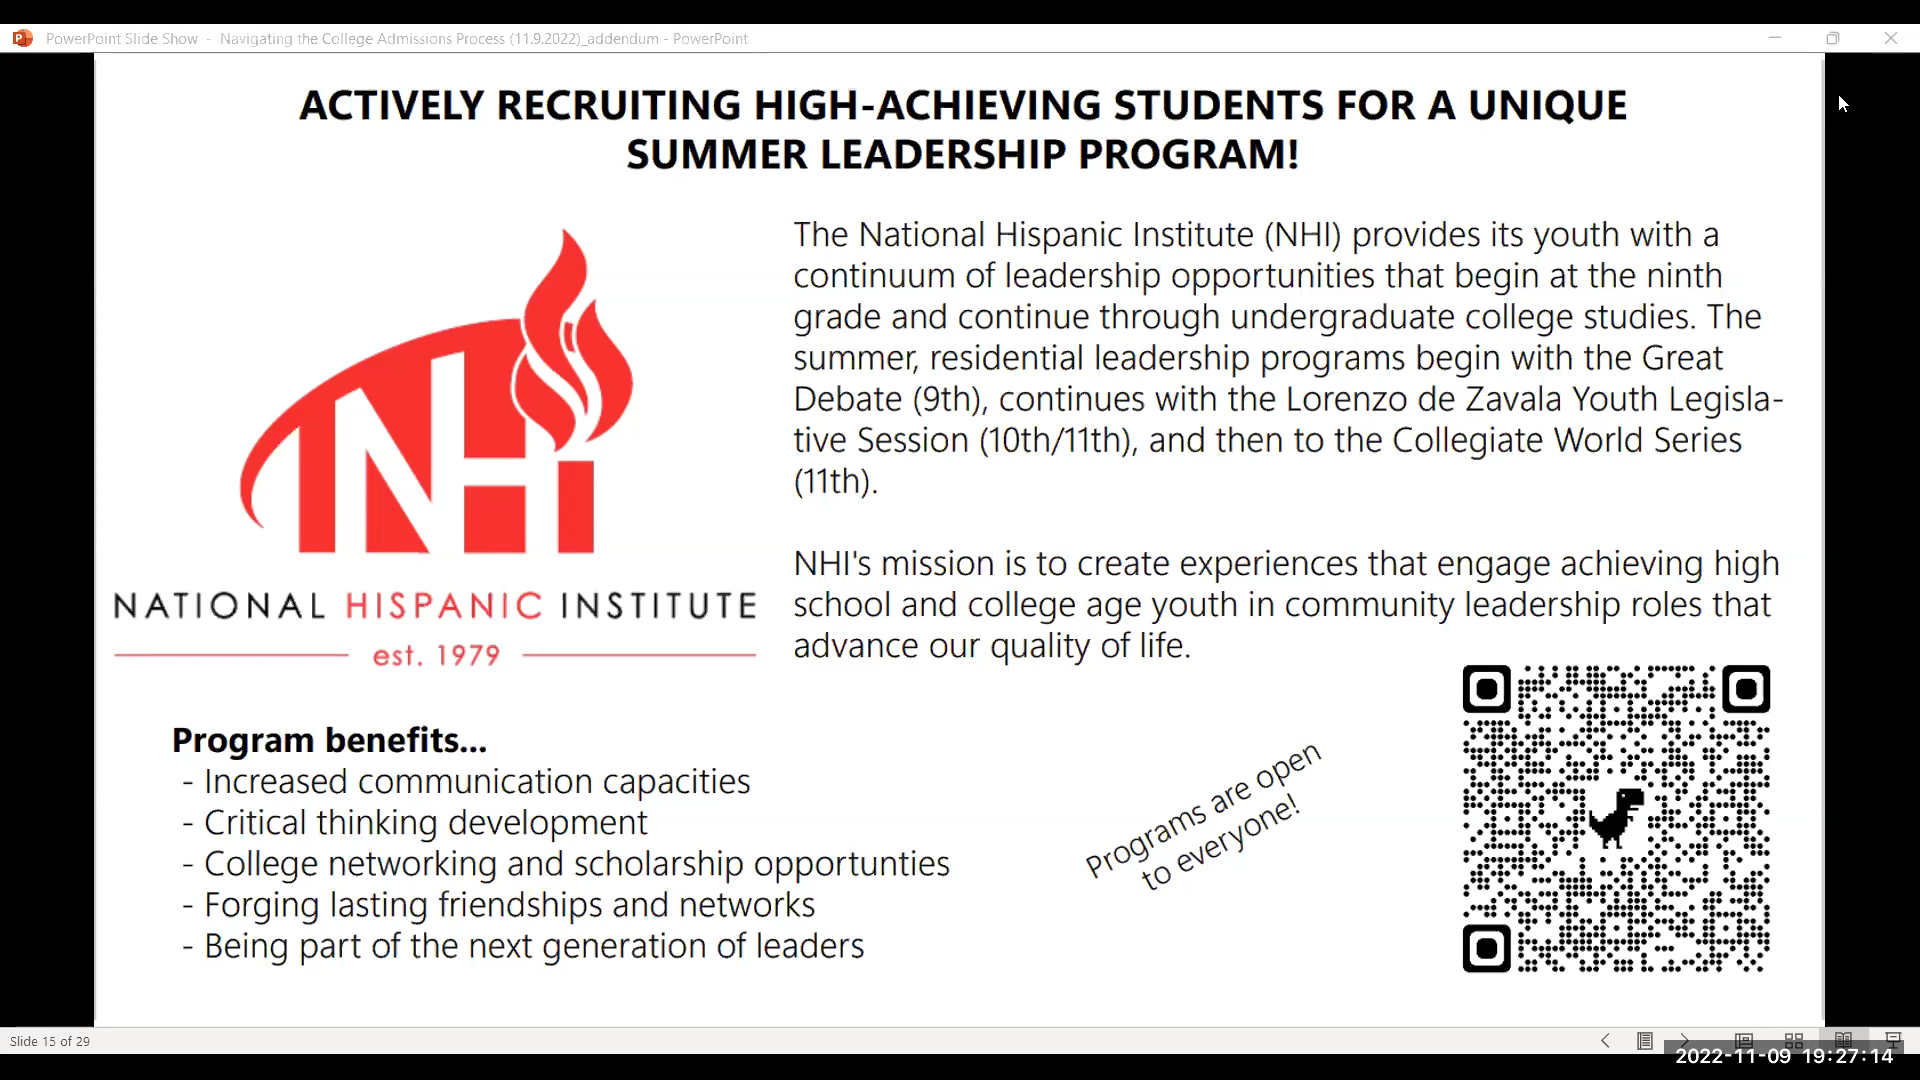 PowerPoint Slide Show - Navigating the College Admissions Process (11.9.2022)_addendum - PowerPoint
ACTIVELY RECRUITING HIGH-ACHIEVING STUDENTS FOR A UNIQUE
SUMMER LEADERSHIP PROGRAM!
The National Hispanic Institute (NHI) provides its youth with a
continuum of leadership opportunities that begin at the ninth
grade and continue through undergraduate college studies. The
summer, residential leadership programs begin with the Great
Debate (9th), continues with the Lorenzo de Zavala Youth Legisla-
tive Session (10th/11th), and then to the Collegiate World Series
(11th).
NHI's mission is to create experiences that engage achieving high
school and college age youth in community leadership roles that
advance our quality of life.
NHI
NATIONAL HISPANIC INSTITUTE
est. 1979
Program benefits...
- Increased communication capacities
- Critical thinking development
- College networking and scholarship opportunties
- Forging lasting friendships and networks
- Being part of the next generation of leaders
Programs are open
to everyone!
Slide 15 of 29
2022-11-09 19:27:14